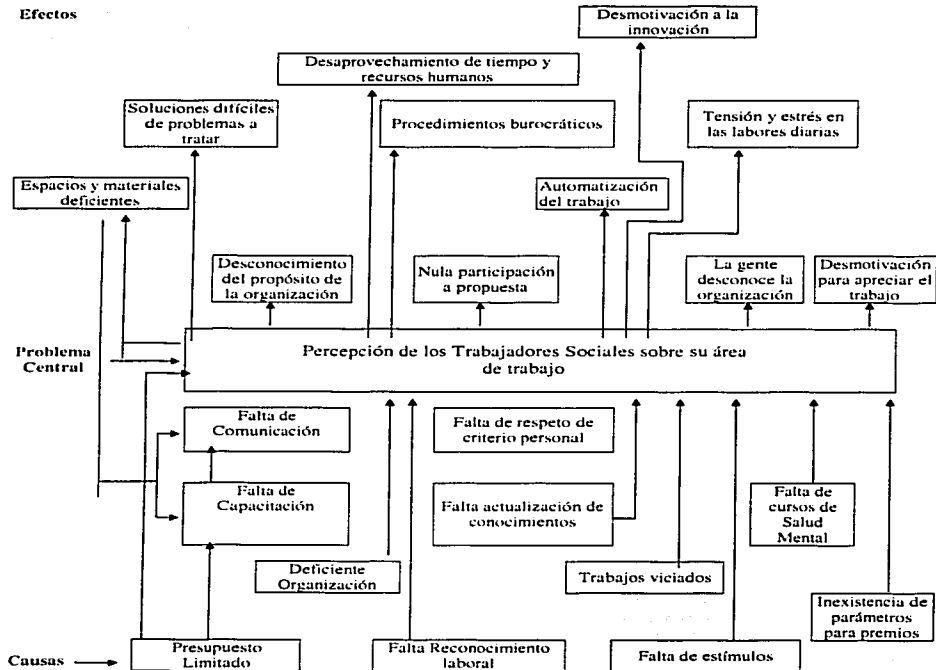 Efectos
Desmotivación a la
innovación
Desaprovechamiento de tiempo y
recursos humanos
Soluciones difíciles
de problemas a
tratar
Procedimientos burocráticos
Tensión y estrés en
las labores diarias
Espacios y materiales
deficientes
Automatización
del trabajo
Desconocimiento
del propósito de
la organización
Nula participación
a propuesta
La gente
desconoce la
organización
Desmotivación
para apreciar el
trabajo
Problema
Central
Percepción de los Trabajadores Sociales sobre su área
de trabajo
Falta de
Comunicación
Falta de respeto de
criterio personal
Falta de
Capacitación
Falta actualización de
conocimientos
Falta de
cursos de
Salud
Mental
Deficiente
Organización
Trabajos viciados
Inexistencia de
parámetros
para premios
Causas
Presupuesto
Limitado
Falta Reconocimiento
laboral
Falta de estímulos